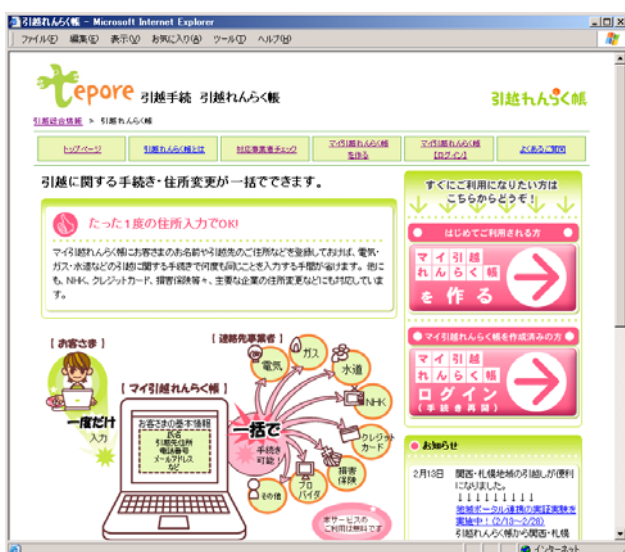 引越れんらく帳 - Microsoft Internet Explorer
ファイル(F) 編集(E) 表示(V) お気に入り(A) ツール(T) ヘルプ(H)
tepore 引越手続 引越れんらく帳
引越れんらく帳
引越総合情報 > 引越れんらく帳
トップページ
引越れんらく帳とは
対応事業者チェック
マイ引越れんらく帳
を作る
マイ引越れんらく帳
[ログイン]
よくあるご質問
引越に関する手続き・住所変更が一括でできます。
たった1度の住所入力でOK!
マイ引越れんらく帳にお客さまのお名前や引越先のご住所などを登録しておけば、電気・
ガス・水道などの引越に関する手続きで何度も同じことを入力する手間が省けます。他に
も、NHK、クレジットカード、損害保険等々、主要な企業の住所変更などにも対応していま
す。
[お客さま]
一度だけ
入力
[マイ引越れんらく帳]
お客さまの基本情報
氏名
引越先住所
電話番号
メールアドレス
など
[連絡先事業者]
電気
ガス
水道
NHK
クレジット
カード
損害
保険
プロ
バイダ
その他
一括で
手続き
可能!
本サービスの
ご利用は無料です
すぐにご利用になりたい方は
こちらからどうぞ!
はじめてご利用される方
マイ引越
れんらく帳
を作る
マイ引越れんらく帳を作成済みの方
マイ引越
れんらく帳
ログイン
(手続き再開)
お知らせ
2月13日 関西・札幌地域の引越しが便利
になりました。
↓↓↓↓↓↓↓↓↓
地域ポータル連携の実証実験を
実施中!(2/13~2/28)
引越れんらく帳から関西・札幌
インターネット